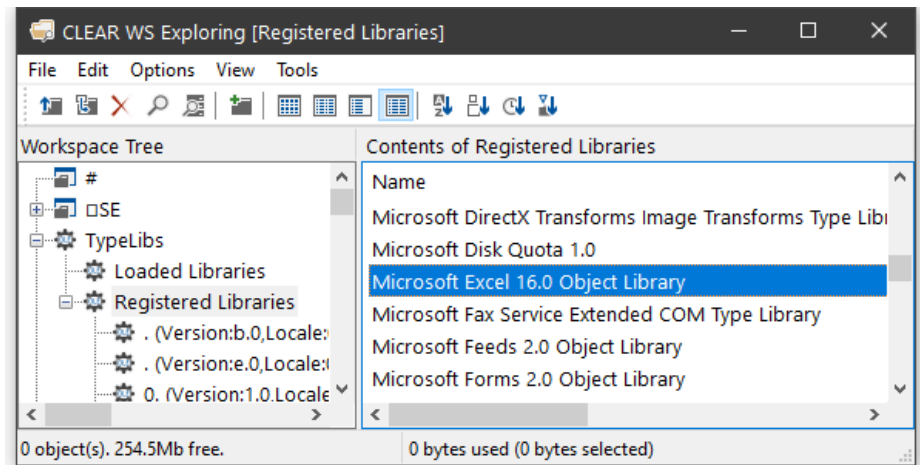 CLEAR WS Exploring [Registered Libraries]
File Edit Options View Tools
Workspace Tree
#
□SE
TypeLibs
Loaded Libraries
Registered Libraries
. (Version:b.0,Locale:
. (Version:e.0,Locale:
0. (Version:1.0,Locale
Contents of Registered Libraries
Name
Microsoft DirectX Transforms Image Transforms Type Libr
Microsoft Disk Quota 1.0
Microsoft Excel 16.0 Object Library
Microsoft Fax Service Extended COM Type Library
Microsoft Feeds 2.0 Object Library
Microsoft Forms 2.0 Object Library
0 object(s). 254.5Mb free.
0 bytes used (0 bytes selected)